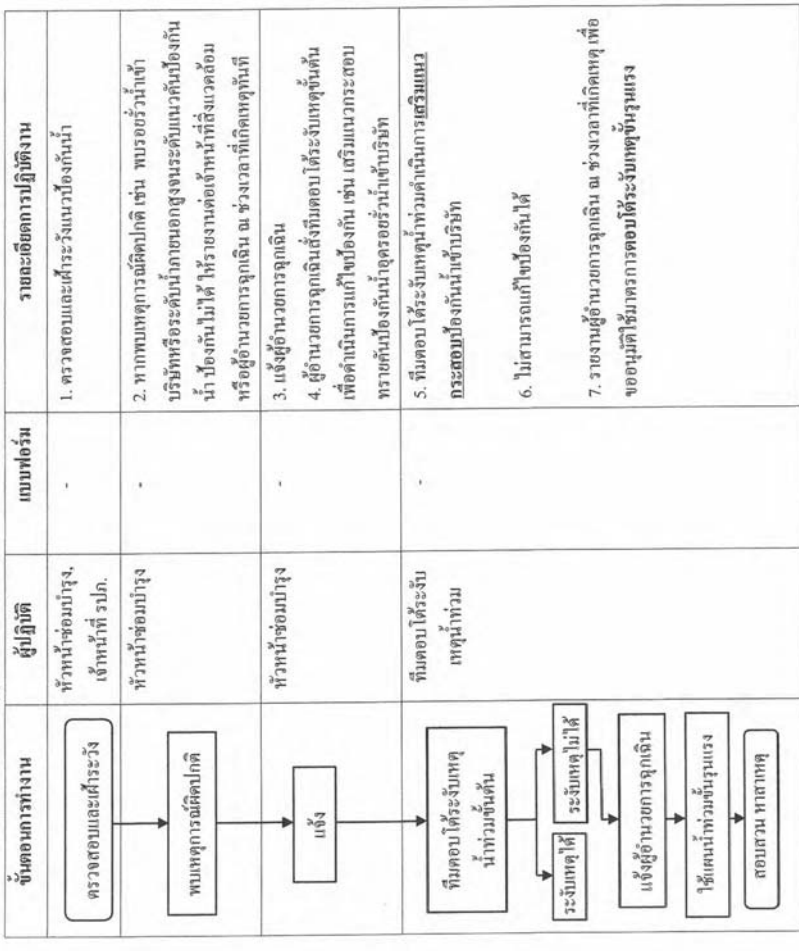 ขั้นตอนการทำงาน
ผู้ปฏิบัติ
แบบฟอร์ม
รายละเอียดการปฏิบัติงาน
ตรวจสอบและเฝ้าระวัง
หัวหน้าซ่อมบำรุง,
เจ้าหน้าที่ รปภ.
-
1. ตรวจสอบและเฝ้าระวังแนวป้องกันน้ำ
พบเหตุการณ์ผิดปกติ
หัวหน้าซ่อมบำรุง
-
2. หากพบเหตุการณ์ผิดปกติ เช่น พบรอยรั่วน้ำเข้า
บริษัทหรือระดับน้ำภายนอกสูงจนระดับแนวคันป้องกัน
น้ำ ป้องกันไม่ได้ ให้รายงานต่อเจ้าหน้าที่สิ่งแวดล้อม
หรือผู้อำนวยการฉุกเฉิน ณ ช่วงเวลาที่เกิดเหตุทันที
แจ้ง
หัวหน้าซ่อมบำรุง
-
3. แจ้งผู้อำนวยการฉุกเฉิน
4. ผู้อำนวยการฉุกเฉินสั่งทีมตอบโต้ระงับเหตุขั้นต้น
เพื่อดำเนินการแก้ไขป้องกัน เช่น เสริมแนวกระสอบ
ทรายคันป้องกันน้ำอุดรอยรั่วน้ำเข้าบริษัท
ทีมตอบโต้ระงับเหตุ
น้ำท่วมขั้นต้น
ระงับเหตุได้
ระงับเหตุไม่ได้
แจ้งผู้อำนวยการฉุกเฉิน
ใช้แผนน้ำท่วมขั้นรุนแรง
สอบสวน หาสาเหตุ
ทีมตอบโต้ระงับ
เหตุน้ำท่วม
-
5. ทีมตอบโต้ระงับเหตุน้ำท่วมดำเนินการเสริมแนว
กระสอบป้องกันน้ำเข้าบริษัท
6. ไม่สามารถแก้ไขป้องกันได้
7. รายงานผู้อำนวยการฉุกเฉิน ณ ช่วงเวลาที่เกิดเหตุ เพื่อ
ขออนุมัติใช้มาตรการตอบโต้ระงับเหตุขั้นรุนแรง